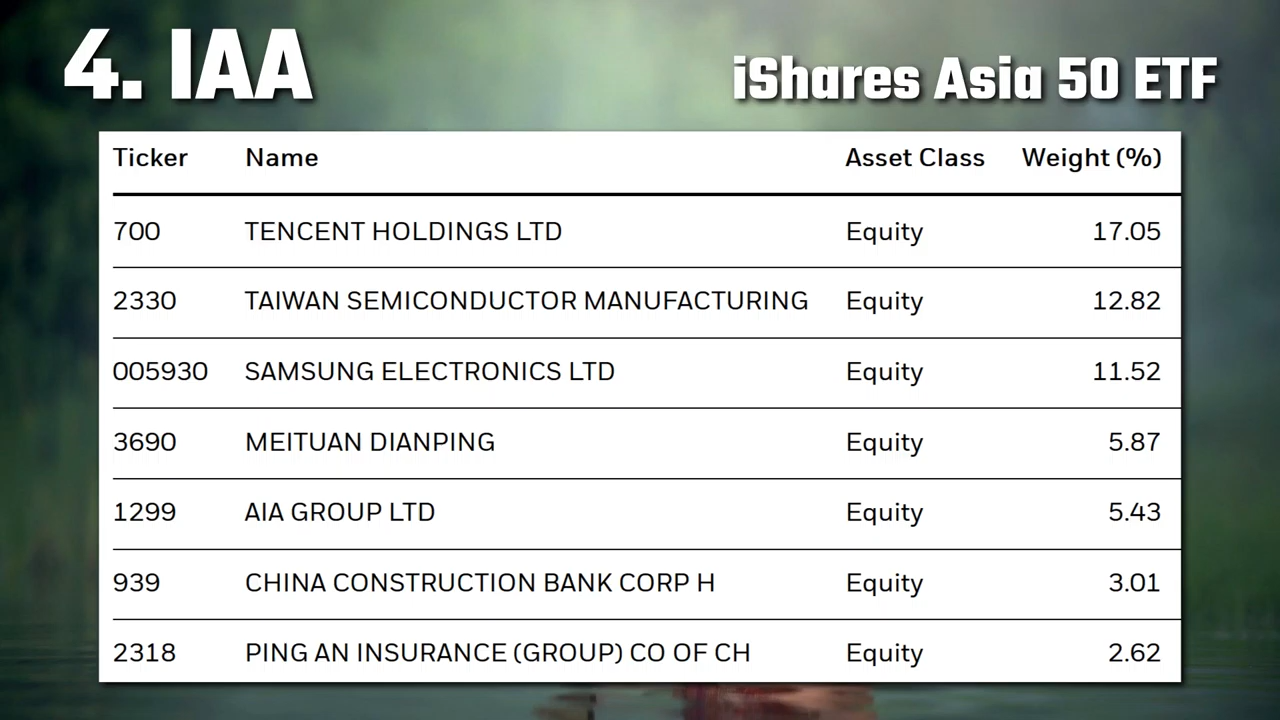 4. IAA
iShares Asia 50 ETF
Ticker Name Asset Class Weight (%)
700 TENCENT HOLDINGS LTD Equity 17.05
2330 TAIWAN SEMICONDUCTOR MANUFACTURING Equity 12.82
005930 SAMSUNG ELECTRONICS LTD Equity 11.52
3690 MEITUAN DIANPING Equity 5.87
1299 AIA GROUP LTD Equity 5.43
939 CHINA CONSTRUCTION BANK CORP H Equity 3.01
2318 PING AN INSURANCE (GROUP) CO OF CH Equity 2.62